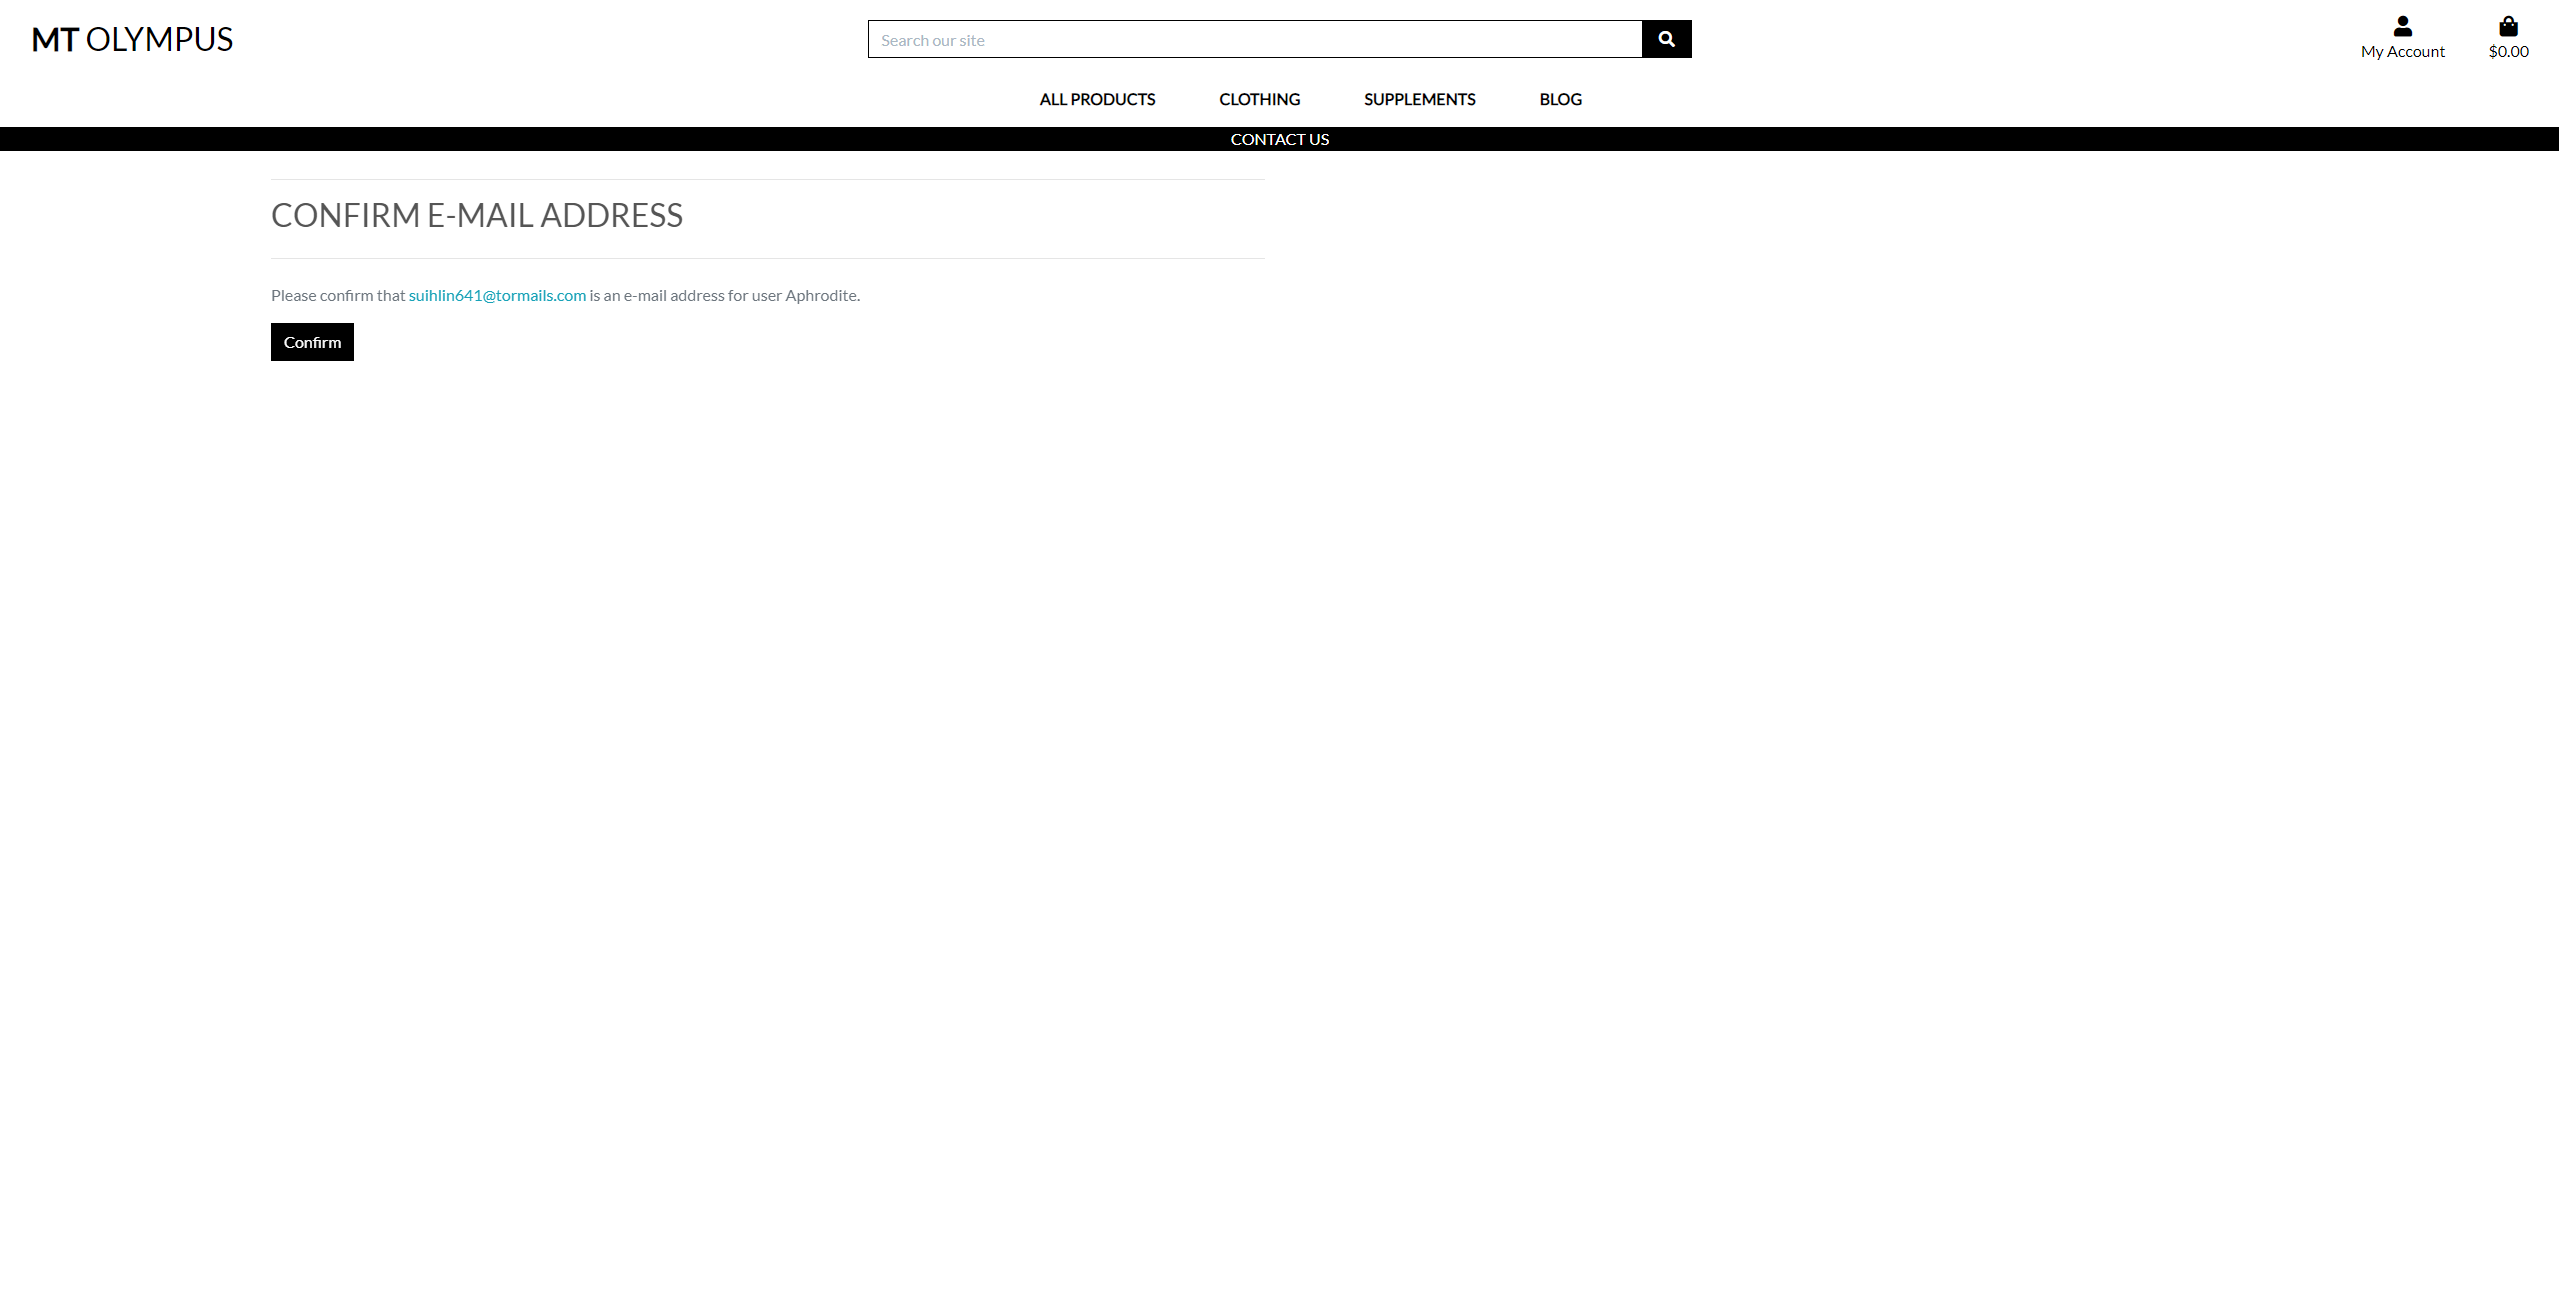 MT OLYMPUS
Search our site
My Account
$0.00
ALL PRODUCTS CLOTHING SUPPLEMENTS BLOG
CONTACT US
CONFIRM E-MAIL ADDRESS
Please confirm that suihlin641@tormails.com is an e-mail address for user Aphrodite.
Confirm